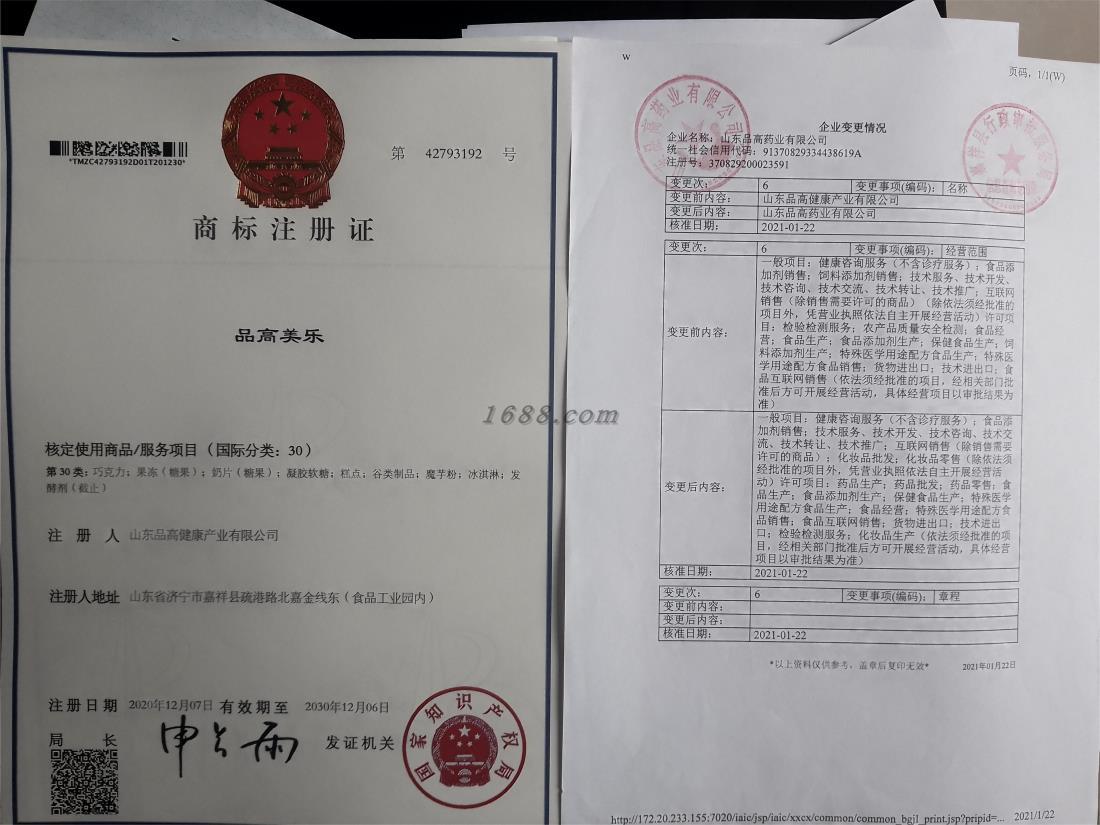 *TMZC42793192D01T201230*
第 42793192 号
商标注册证
品高美乐
核定使用商品/服务项目（国际分类：30）
第30类：巧克力；果冻（糖果）；奶片（糖果）；凝胶软糖；糕点；谷类制品；魔芋粉；冰淇淋；发
酵剂（截止）
注 册 人 山东品高健康产业有限公司
注册人地址 山东省济宁市嘉祥县疏港路北嘉金线东（食品工业园内）
注册日期 2020年12月07日 有效期至 2030年12月06日
局 长 申长雨 发证机关
国家知识产权局
1688.com
W
页码，1/1(W)
企业变更情况
企业名称：山东品高药业有限公司
统一社会信用代码：91370829334438619A
注册号：370829200023591
变更次： 6 变更事项(编码)： 名称
变更前内容： 山东品高健康产业有限公司
变更后内容： 山东品高药业有限公司
核准日期： 2021-01-22
变更次： 6 变更事项(编码)： 经营范围
变更前内容：
一般项目：健康咨询服务（不含诊疗服务）；食品添
加剂销售；饲料添加剂销售；技术服务、技术开发、
技术咨询、技术交流、技术转让、技术推广；互联网
销售（除销售需要许可的商品）（除依法须经批准的
项目外，凭营业执照依法自主开展经营活动）许可项
目：检验检测服务；农产品质量安全检测；食品经
营；食品生产；食品添加剂生产；保健食品生产；饲
料添加剂生产；特殊医学用途配方食品生产；特殊医
学用途配方食品销售；货物进出口；技术进出口；食
品互联网销售（依法须经批准的项目，经相关部门批
准后方可开展经营活动，具体经营项目以审批结果为
准）
变更后内容：
一般项目：健康咨询服务（不含诊疗服务）；食品添
加剂销售；技术服务、技术开发、技术咨询、技术交
流、技术转让、技术推广；互联网销售（除销售需要
许可的商品）；化妆品批发；化妆品零售（除依法须
经批准的项目外，凭营业执照依法自主开展经营活
动）许可项目：药品生产；药品批发；药品零售；食
品生产；食品添加剂生产；保健食品生产；特殊医学
用途配方食品生产；食品经营；特殊医学用途配方食
品销售；食品互联网销售；货物进出口；技术进出
口；检验检测服务；化妆品生产（依法须经批准的项
目，经相关部门批准后方可开展经营活动，具体经营
项目以审批结果为准）
核准日期： 2021-01-22
变更次： 6 变更事项(编码)： 章程
变更前内容：
变更后内容：
核准日期： 2021-01-22
*以上资料仅供参考，盖章后复印无效* 2021年01月22日
http://172.20.233.155:7020/iaic/jsp/iaic/xxcx/common/common_bgjl_print.jsp?pripid=... 2021/1/22